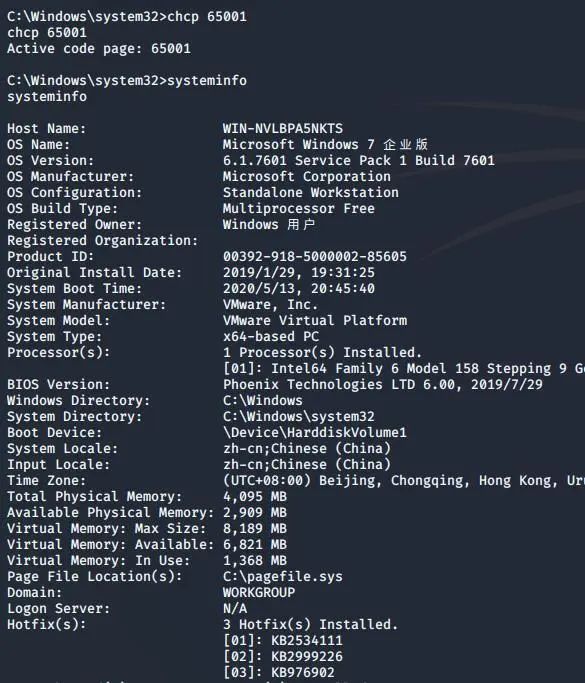 C:\Windows\system32>chcp 65001
chcp 65001
Active code page: 65001
C:\Windows\system32>systeminfo
systeminfo
Host Name: WIN-NVLBPA5NKTS
OS Name: Microsoft Windows 7 企业版
OS Version: 6.1.7601 Service Pack 1 Build 7601
OS Manufacturer: Microsoft Corporation
OS Configuration: Standalone Workstation
OS Build Type: Multiprocessor Free
Registered Owner: Windows 用户
Registered Organization:
Product ID: 00392-918-5000002-85605
Original Install Date: 2019/1/29, 19:31:25
System Boot Time: 2020/5/13, 20:45:40
System Manufacturer: VMware, Inc.
System Model: VMware Virtual Platform
System Type: x64-based PC
Processor(s): 1 Processor(s) Installed.
[01]: Intel64 Family 6 Model 158 Stepping 9 Ge
BIOS Version: Phoenix Technologies LTD 6.00, 2019/7/29
Windows Directory: C:\Windows
System Directory: C:\Windows\system32
Boot Device: \Device\HarddiskVolume1
System Locale: zh-cn;Chinese (China)
Input Locale: zh-cn;Chinese (China)
Time Zone: (UTC+08:00) Beijing, Chongqing, Hong Kong, Uru
Total Physical Memory: 4,095 MB
Available Physical Memory: 2,909 MB
Virtual Memory: Max Size: 8,189 MB
Virtual Memory: Available: 6,821 MB
Virtual Memory: In Use: 1,368 MB
Page File Location(s): C:\pagefile.sys
Domain: WORKGROUP
Logon Server: N/A
Hotfix(s): 3 Hotfix(s) Installed.
[01]: KB2534111
[02]: KB2999226
[03]: KB976902